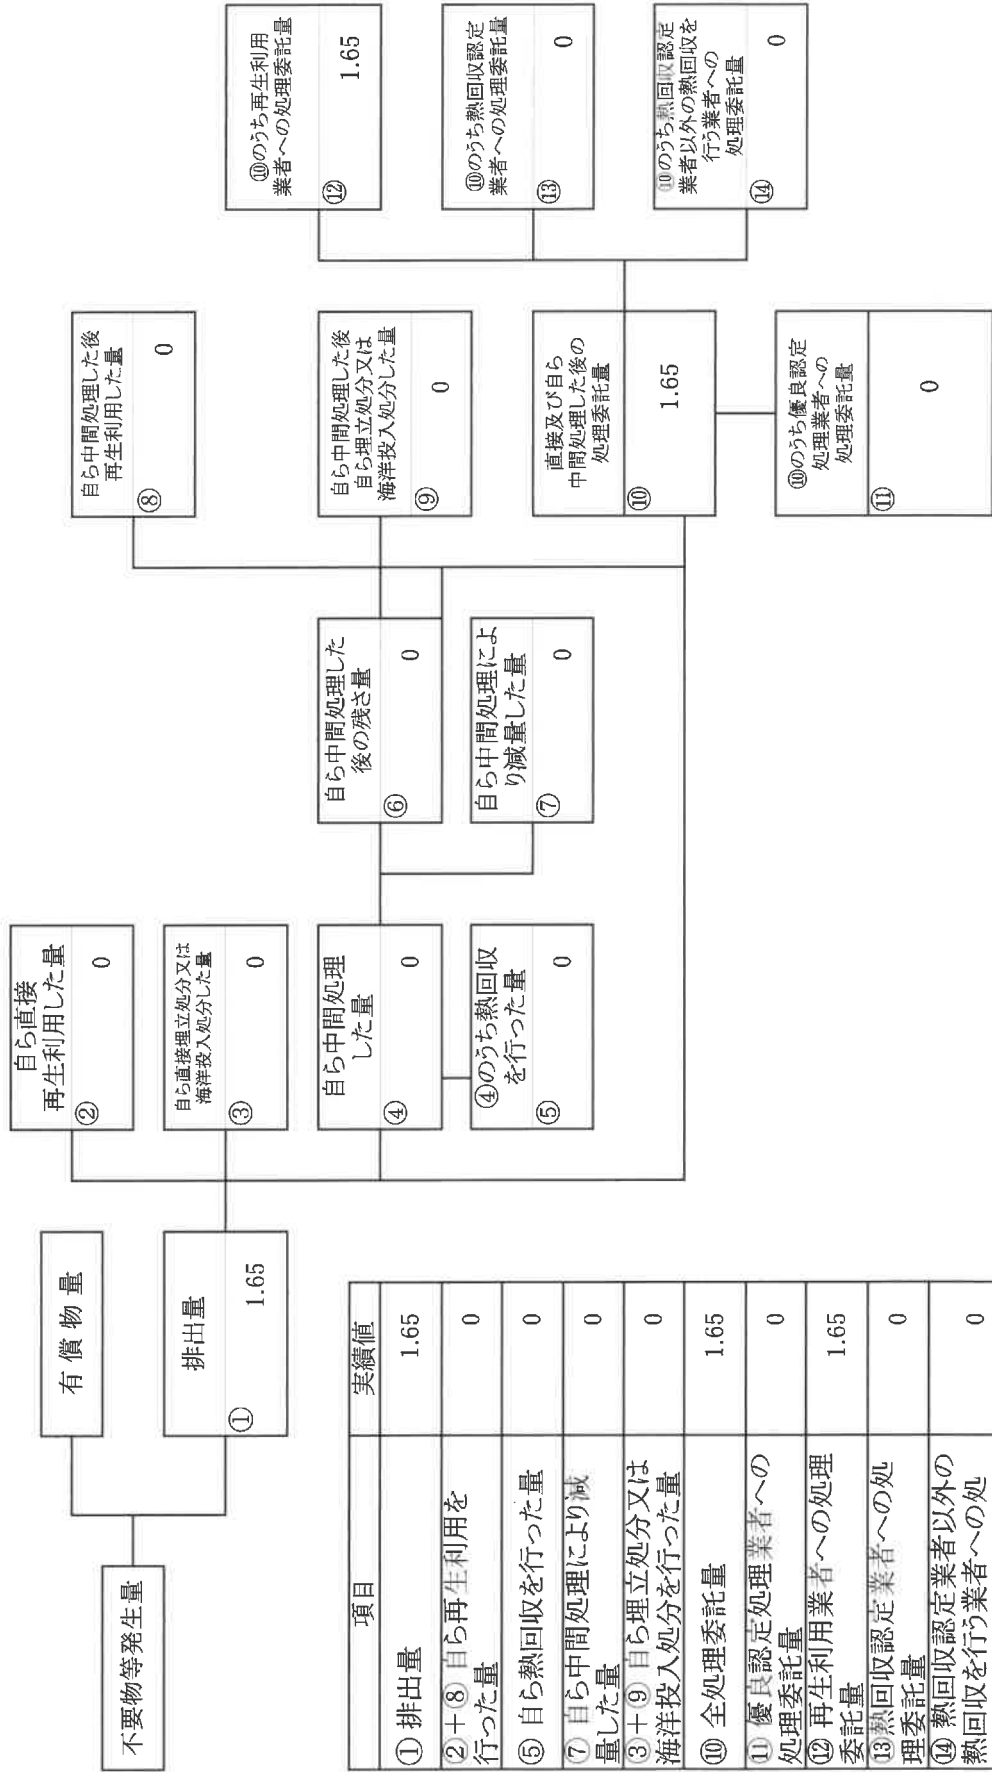 不要物等発生量
有償物量
排出量
①
1.65
自ら直接
再生利用した量
②
0
自ら直接埋立処分又は
海洋投入処分した量
③
0
自ら中間処理
した量
④
0
④のうち熱回収
を行った量
⑤
0
自ら中間処理した
後の残さ量
⑥
0
自ら中間処理によ
り減量した量
⑦
0
自ら中間処理した後
再生利用した量
⑧
0
自ら中間処理した後
自ら埋立処分又は
海洋投入処分した量
⑨
0
直接及び自ら
中間処理した後の
処理委託量
⑩
1.65
⑩のうち優良認定
処理業者への
処理委託量
⑪
0
⑩のうち再生利用
業者への処理委託量
⑫
1.65
⑩のうち熱回収認定
業者への処理委託量
⑬
0
⑩のうち熱回収認定
業者以外の熱回収を
行う業者への
処理委託量
⑭
0
項目 実績値
①排出量 1.65
②+⑧自ら再生利用を
行った量 0
⑤自ら熱回収を行った量 0
⑦自ら中間処理により減
量した量 0
③+⑨自ら埋立処分又は
海洋投入処分を行った量 0
⑩全処理委託量 1.65
⑪優良認定処理業者への
処理委託量 0
⑫再生利用業者への処理
委託量 1.65
⑬熱回収認定業者への処
理委託量 0
⑭熱回収認定業者以外の
熱回収を行う業者への処 0